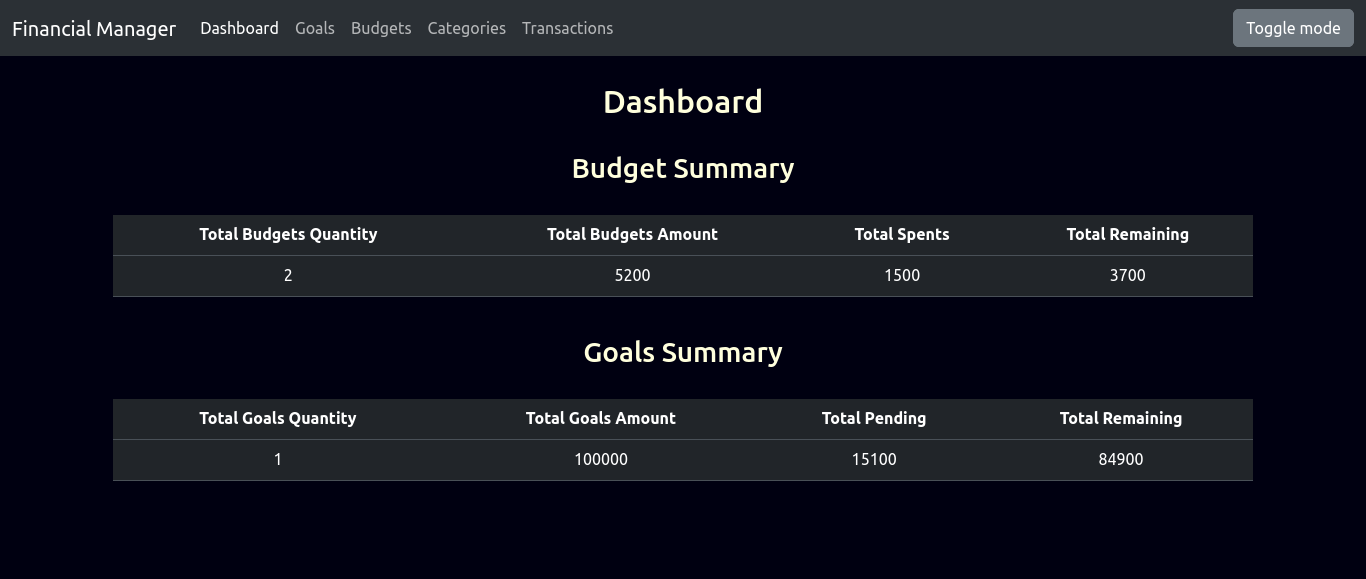 Financial Manager Dashboard Goals Budgets Categories Transactions Toggle mode
Dashboard
Budget Summary
Total Budgets Quantity Total Budgets Amount Total Spents Total Remaining
2 5200 1500 3700
Goals Summary
Total Goals Quantity Total Goals Amount Total Pending Total Remaining
1 100000 15100 84900